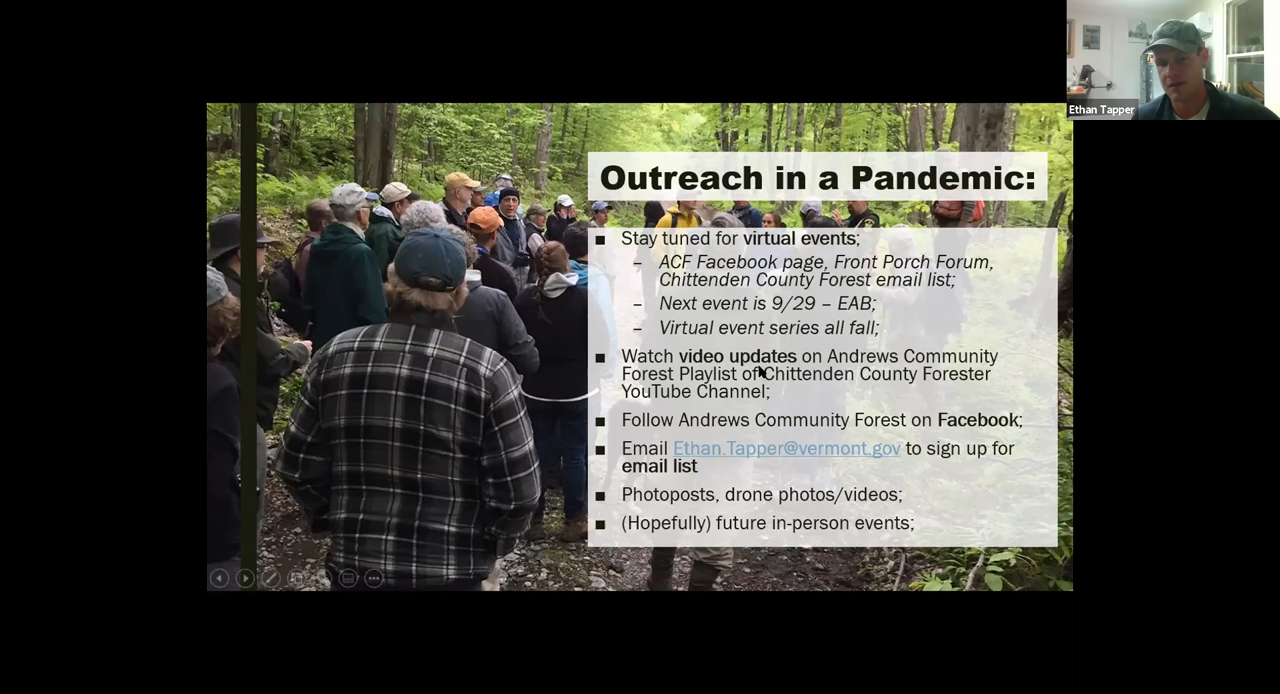 Ethan Tapper
Outreach in a Pandemic:
■ Stay tuned for virtual events;
– ACF Facebook page, Front Porch Forum,
Chittenden County Forest email list;
– Next event is 9/29 – EAB;
– Virtual event series all fall;
■ Watch video updates on Andrews Community
Forest Playlist of Chittenden County Forester
YouTube Channel;
■ Follow Andrews Community Forest on Facebook;
■ Email Ethan.Tapper@vermont.gov to sign up for
email list
■ Photoposts, drone photos/videos;
■ (Hopefully) future in-person events;